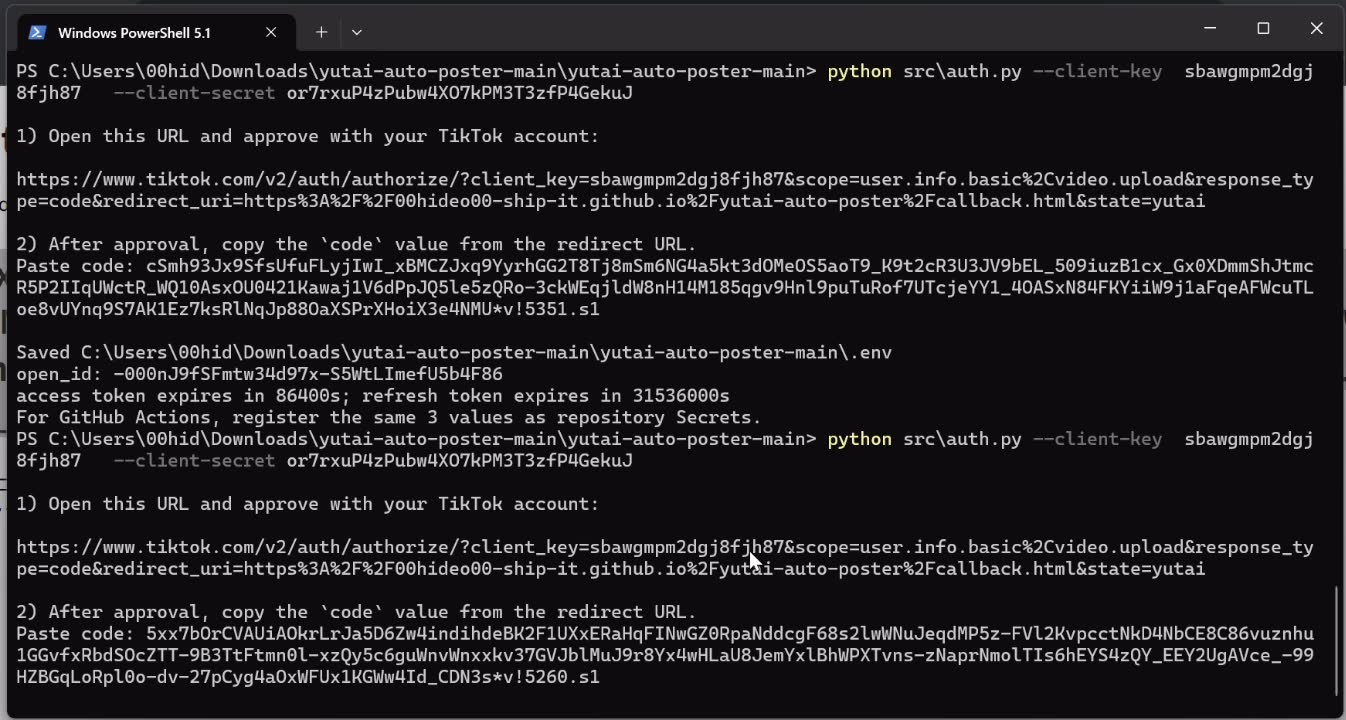 Windows PowerShell 5.1
PS C:\Users\00hid\Downloads\yutai-auto-poster-main\yutai-auto-poster-main> python src\auth.py --client-key  sbawgmpm2dgj
8fjh87   --client-secret or7rxuP4zPubw4XO7kPM3T3zfP4GekuJ
1) Open this URL and approve with your TikTok account:
https://www.tiktok.com/v2/auth/authorize/?client_key=sbawgmpm2dgj8fjh87&scope=user.info.basic%2Cvideo.upload&response_ty
pe=code&redirect_uri=https%3A%2F%2F00hideo00-ship-it.github.io%2Fyutai-auto-poster%2Fcallback.html&state=yutai
2) After approval, copy the `code` value from the redirect URL.
Paste code: cSmh93Jx9SfsUfuFLyjIwI_xBMCZJxq9YyrhGG2T8Tj8mSm6NG4a5kt3dOMeOS5aoT9_K9t2cR3U3JV9bEL_509iuzB1cx_Gx0XDmmShJtmc
R5P2IIqUWctR_WQ10AsxOU0421Kawaj1V6dPpJQ5le5zQRo-3ckWEqjldW8nH14M185qgv9Hnl9puTuRof7UTcjeYY1_4OASxN84FKYiiW9j1aFqeAFWcuTL
oe8vUYnq9S7AK1Ez7ksRlNqJp88OaXSPrXHoiX3e4NMU*v!5351.s1
Saved C:\Users\00hid\Downloads\yutai-auto-poster-main\yutai-auto-poster-main\.env
open_id: -000nJ9fSFmtw34d97x-S5WtLImefU5b4F86
access token expires in 86400s; refresh token expires in 31536000s
For GitHub Actions, register the same 3 values as repository Secrets.
PS C:\Users\00hid\Downloads\yutai-auto-poster-main\yutai-auto-poster-main> python src\auth.py --client-key  sbawgmpm2dgj
8fjh87   --client-secret or7rxuP4zPubw4XO7kPM3T3zfP4GekuJ
1) Open this URL and approve with your TikTok account:
https://www.tiktok.com/v2/auth/authorize/?client_key=sbawgmpm2dgj8fjh87&scope=user.info.basic%2Cvideo.upload&response_ty
pe=code&redirect_uri=https%3A%2F%2F00hideo00-ship-it.github.io%2Fyutai-auto-poster%2Fcallback.html&state=yutai
2) After approval, copy the `code` value from the redirect URL.
Paste code: 5xx7bOrCVAUiAOkrLrJa5D6Zw4indihdeBK2F1UXxERaHqFINwGZ0RpaNddcgF68s2lwWNuJeqdMP5z-FVl2KvpcctNkD4NbCE8C86vuznhu
1GGvfxRbdSOcZTT-9B3TtFtmn0l-xzQy5c6guWnvWnxxkv37GVJblMuJ9r8Yx4wHLaU8JemYxlBhWPXTvns-zNaprNmolTIs6hEYS4zQY_EEY2UgAVce_-99
HZBGqLoRpl0o-dv-27pCyg4aOxWFUx1KGWw4Id_CDN3s*v!5260.s1